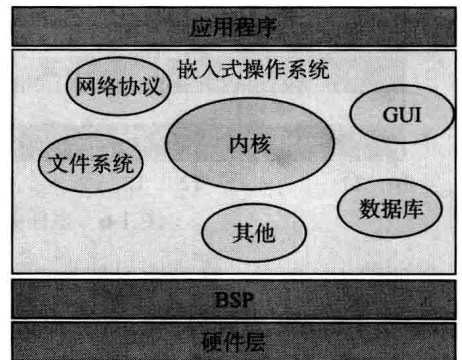 应用程序
嵌入式操作系统
网络协议
GUI
内核
文件系统
数据库
其他
BSP
硬件层